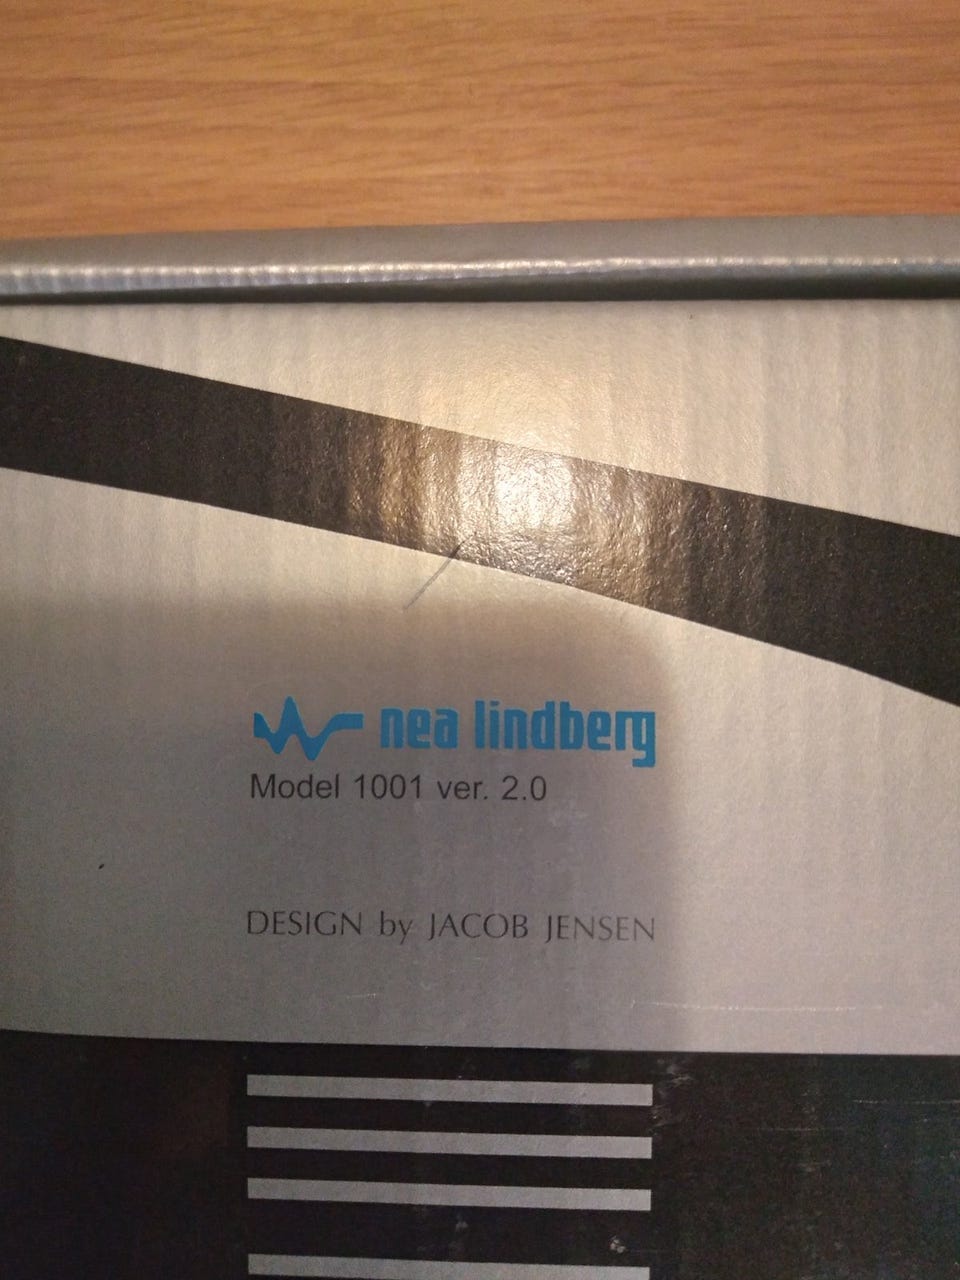 nea lindberg
Model 1001 ver. 2.0
DESIGN by JACOB JENSEN